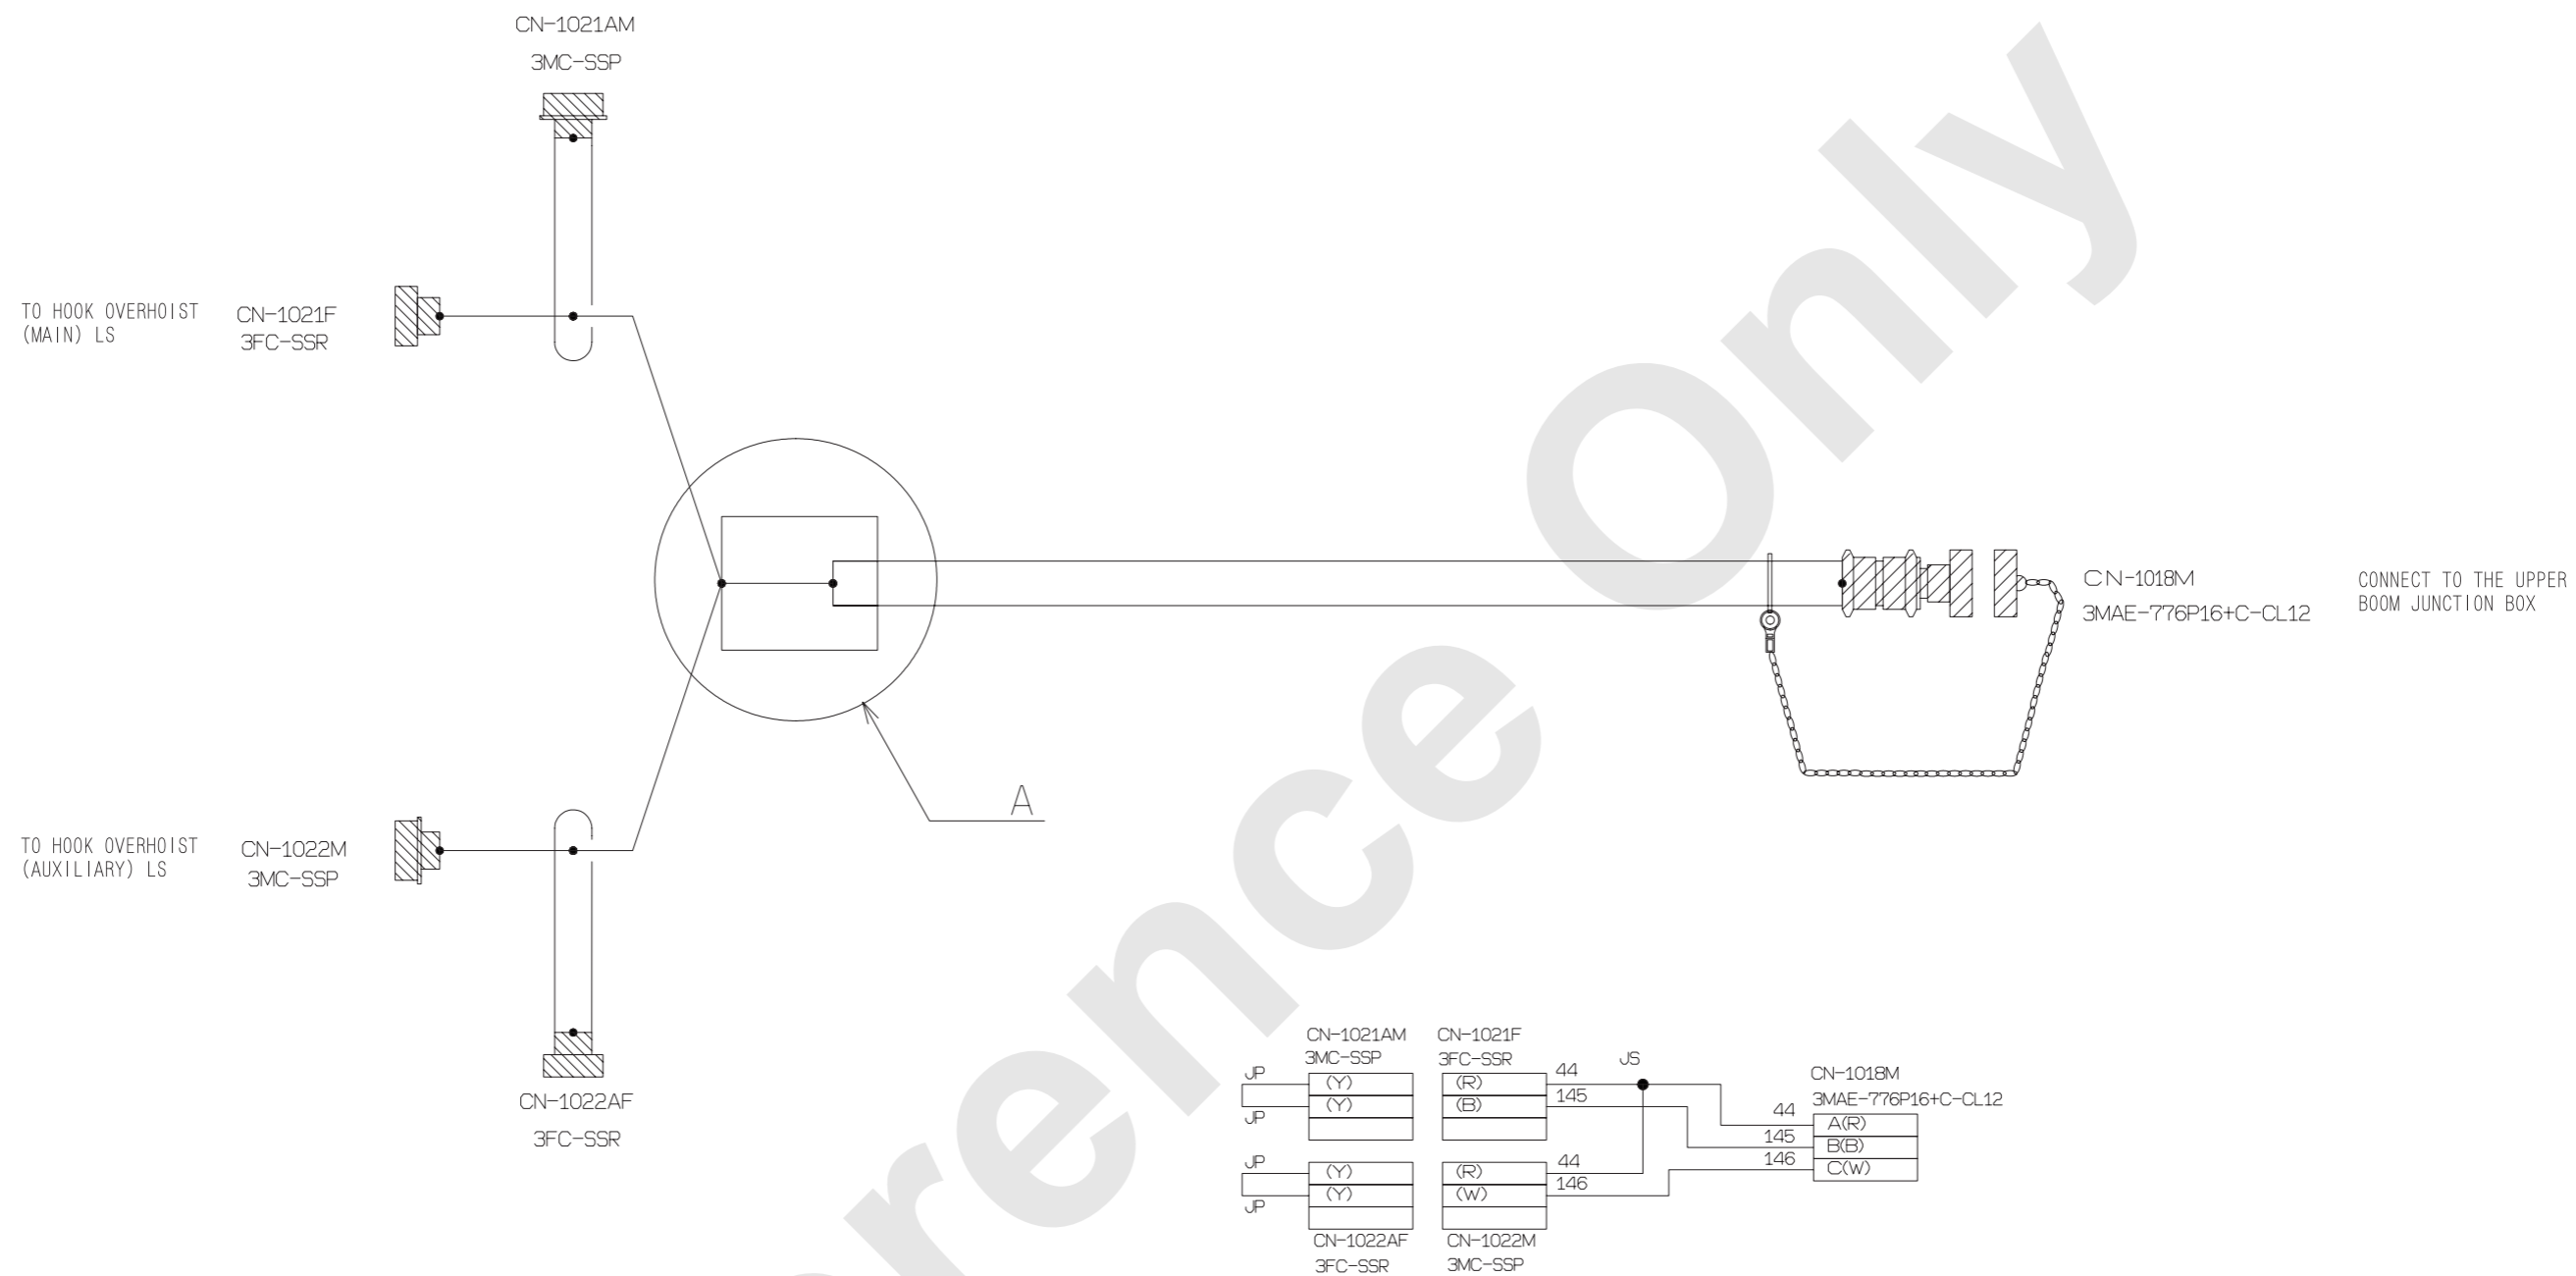 CN-1021AM
3MC-SSP
TO HOOK OVERHOIST
(MAIN) LS
CN-1021F
3FC-SSR
CN-1018M
3MAE-776P16+C-CL12
CONNECT TO THE UPPER
BOOM JUNCTION BOX
A
TO HOOK OVERHOIST
(AUXILIARY) LS
CN-1022M
3MC-SSP
CN-1022AF
3FC-SSR
CN-1021AM
3MC-SSP
CN-1021F
3FC-SSR
JS
JP (Y) (R) 44
JP (Y) (B) 145
CN-1018M
3MAE-776P16+C-CL12
44 A(R)
145 B(B)
146 C(W)
JP (Y) (R) 44
JP (Y) (W) 146
CN-1022AF
3FC-SSR
CN-1022M
3MC-SSP
rence Only